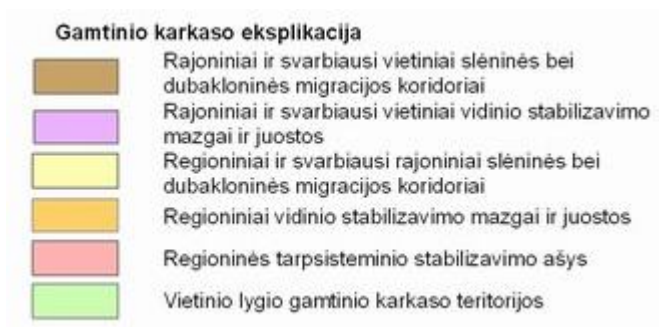 Gamtinio karkaso eksplikacija
Rajoniniai ir svarbiausi vietiniai slėninės bei
dubakloninės migracijos koridoriai
Rajoniniai ir svarbiausi vietiniai vidinio stabilizavimo
mazgai ir juostos
Regioniniai ir svarbiausi rajoniniai slėninės bei
dubakloninės migracijos koridoriai
Regioniniai vidinio stabilizavimo mazgai ir juostos
Regioninės tarpsisteminio stabilizavimo ašys
Vietinio lygio gamtinio karkaso teritorijos